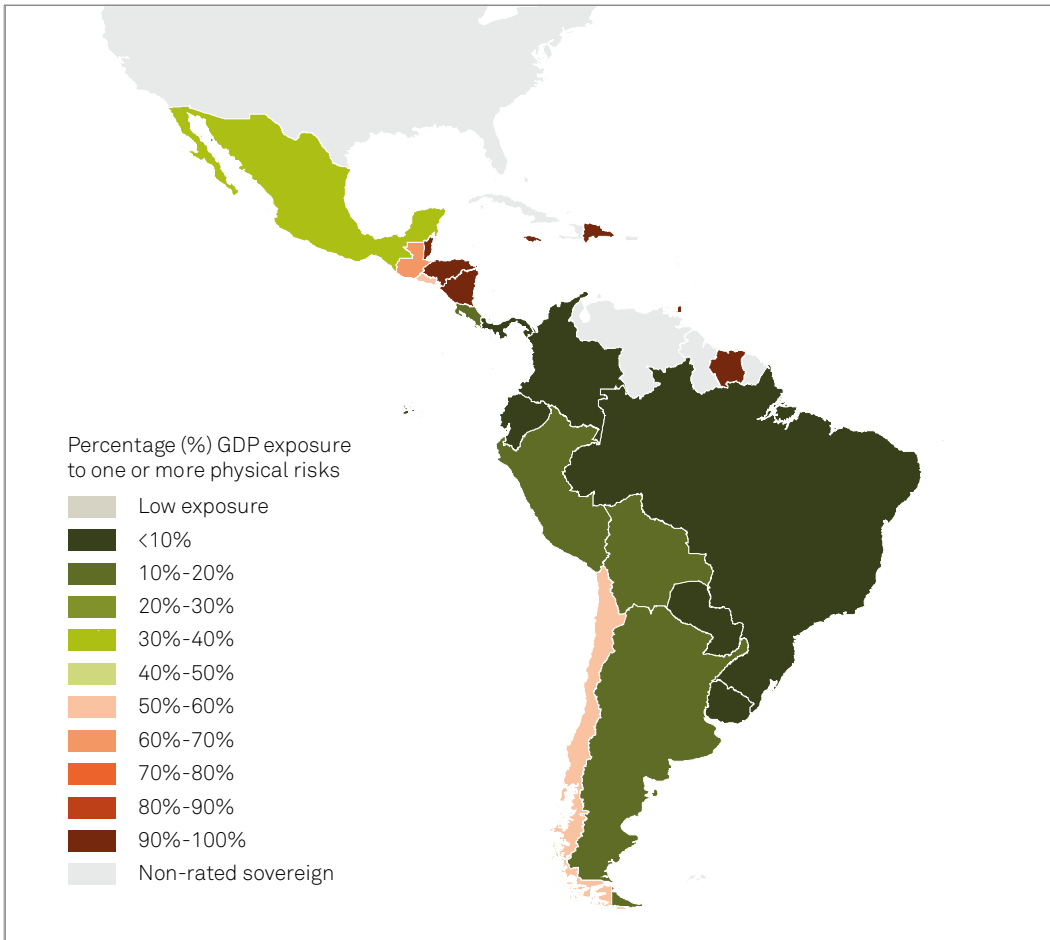 Percentage (%) GDP exposure
to one or more physical risks
Low exposure
<10%
10%-20%
20%-30%
30%-40%
40%-50%
50%-60%
60%-70%
70%-80%
80%-90%
90%-100%
Non-rated sovereign